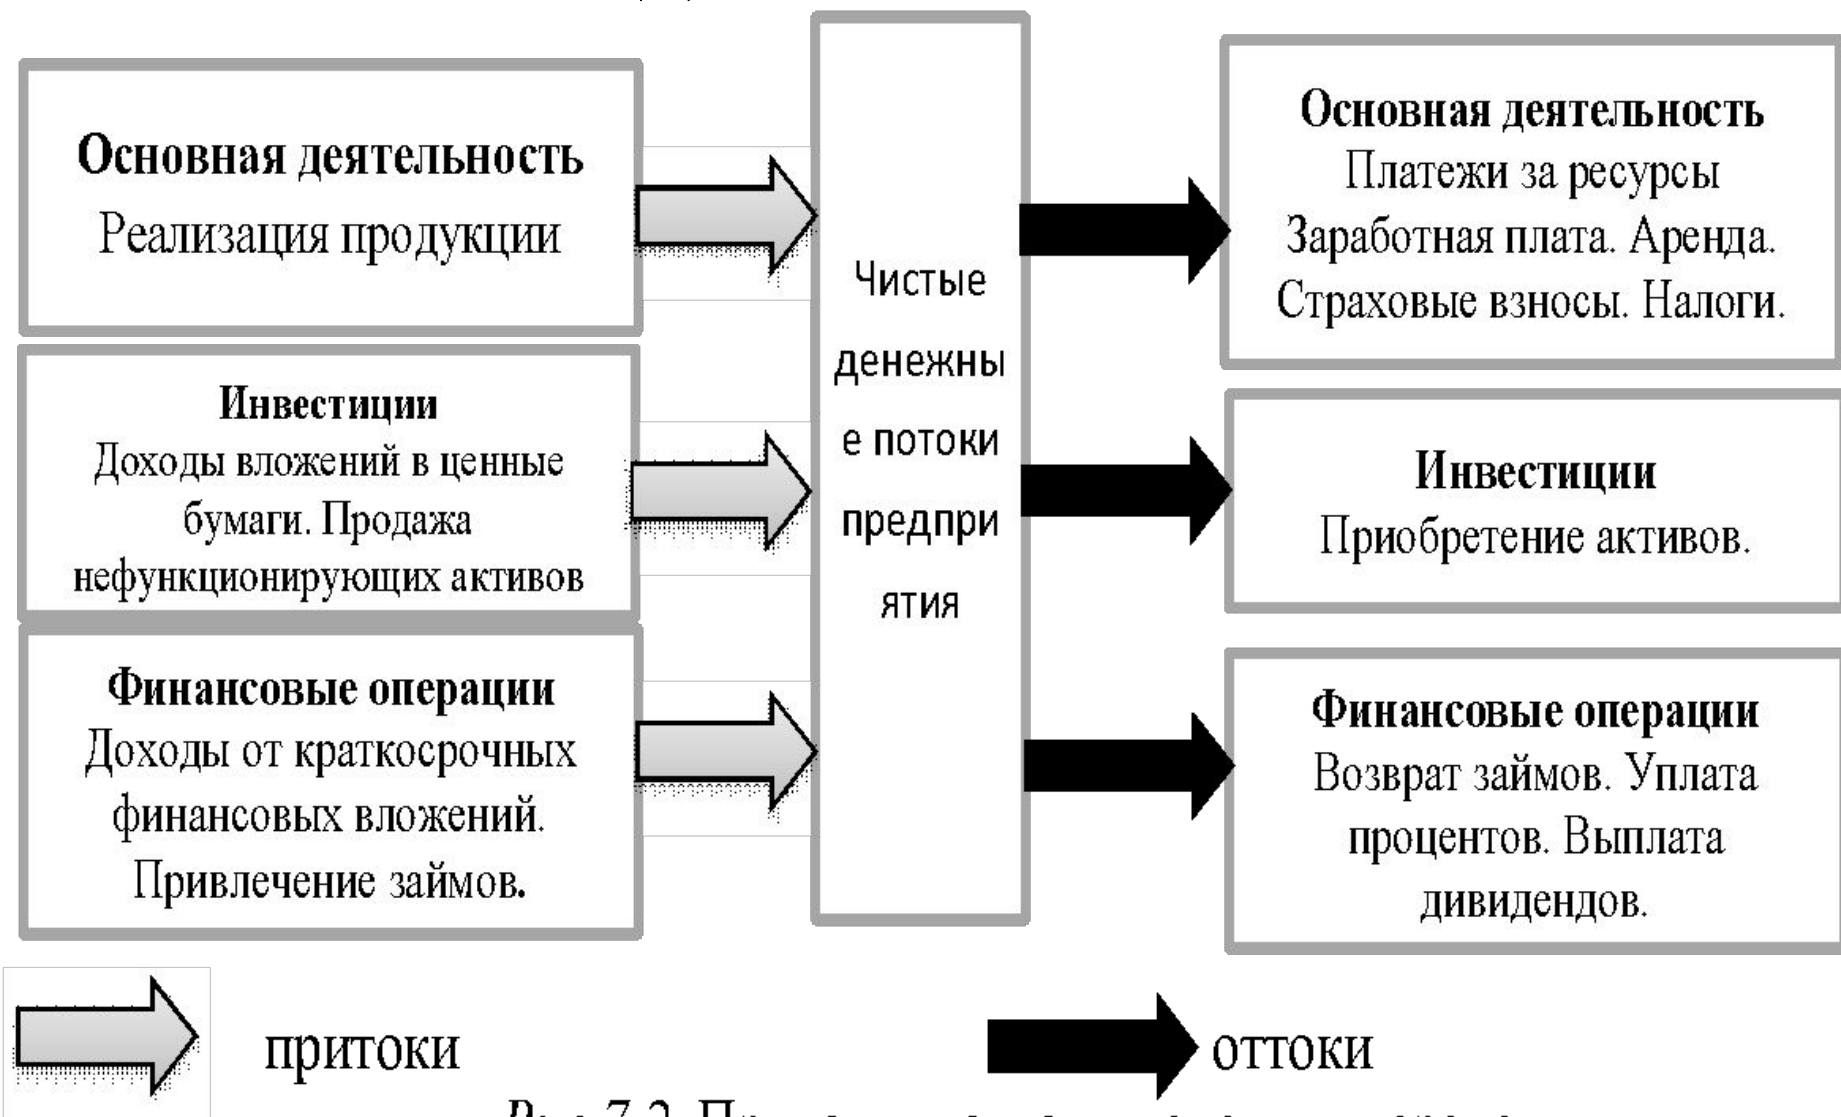 Основная деятельность
Реализация продукции
Инвестиции
Доходы вложений в ценные
бумаги. Продажа
нефункционирующих активов
Финансовые операции
Доходы от краткосрочных
финансовых вложений.
Привлечение займов.
Чистые
денежны
е потоки
предпри
ятия
Основная деятельность
Платежи за ресурсы
Заработная плата. Аренда.
Страховые взносы. Налоги.
Инвестиции
Приобретение активов.
Финансовые операции
Возврат займов. Уплата
процентов. Выплата
дивидендов.
притоки
оттоки